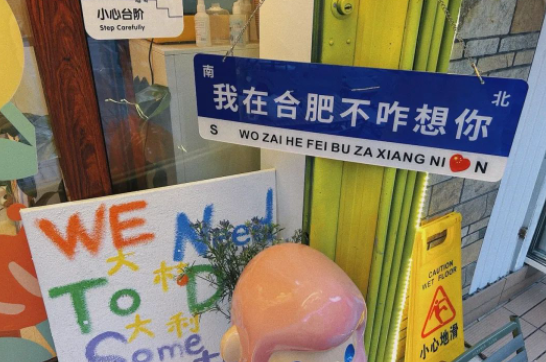 小心台阶
Step Carefully
南 北
我在合肥不咋想你
S WO ZAI HE FEI BU ZA XIANG NI N
WE Need
大
To D
大利
Some
CAUTION
WET FLOOR
小心地滑